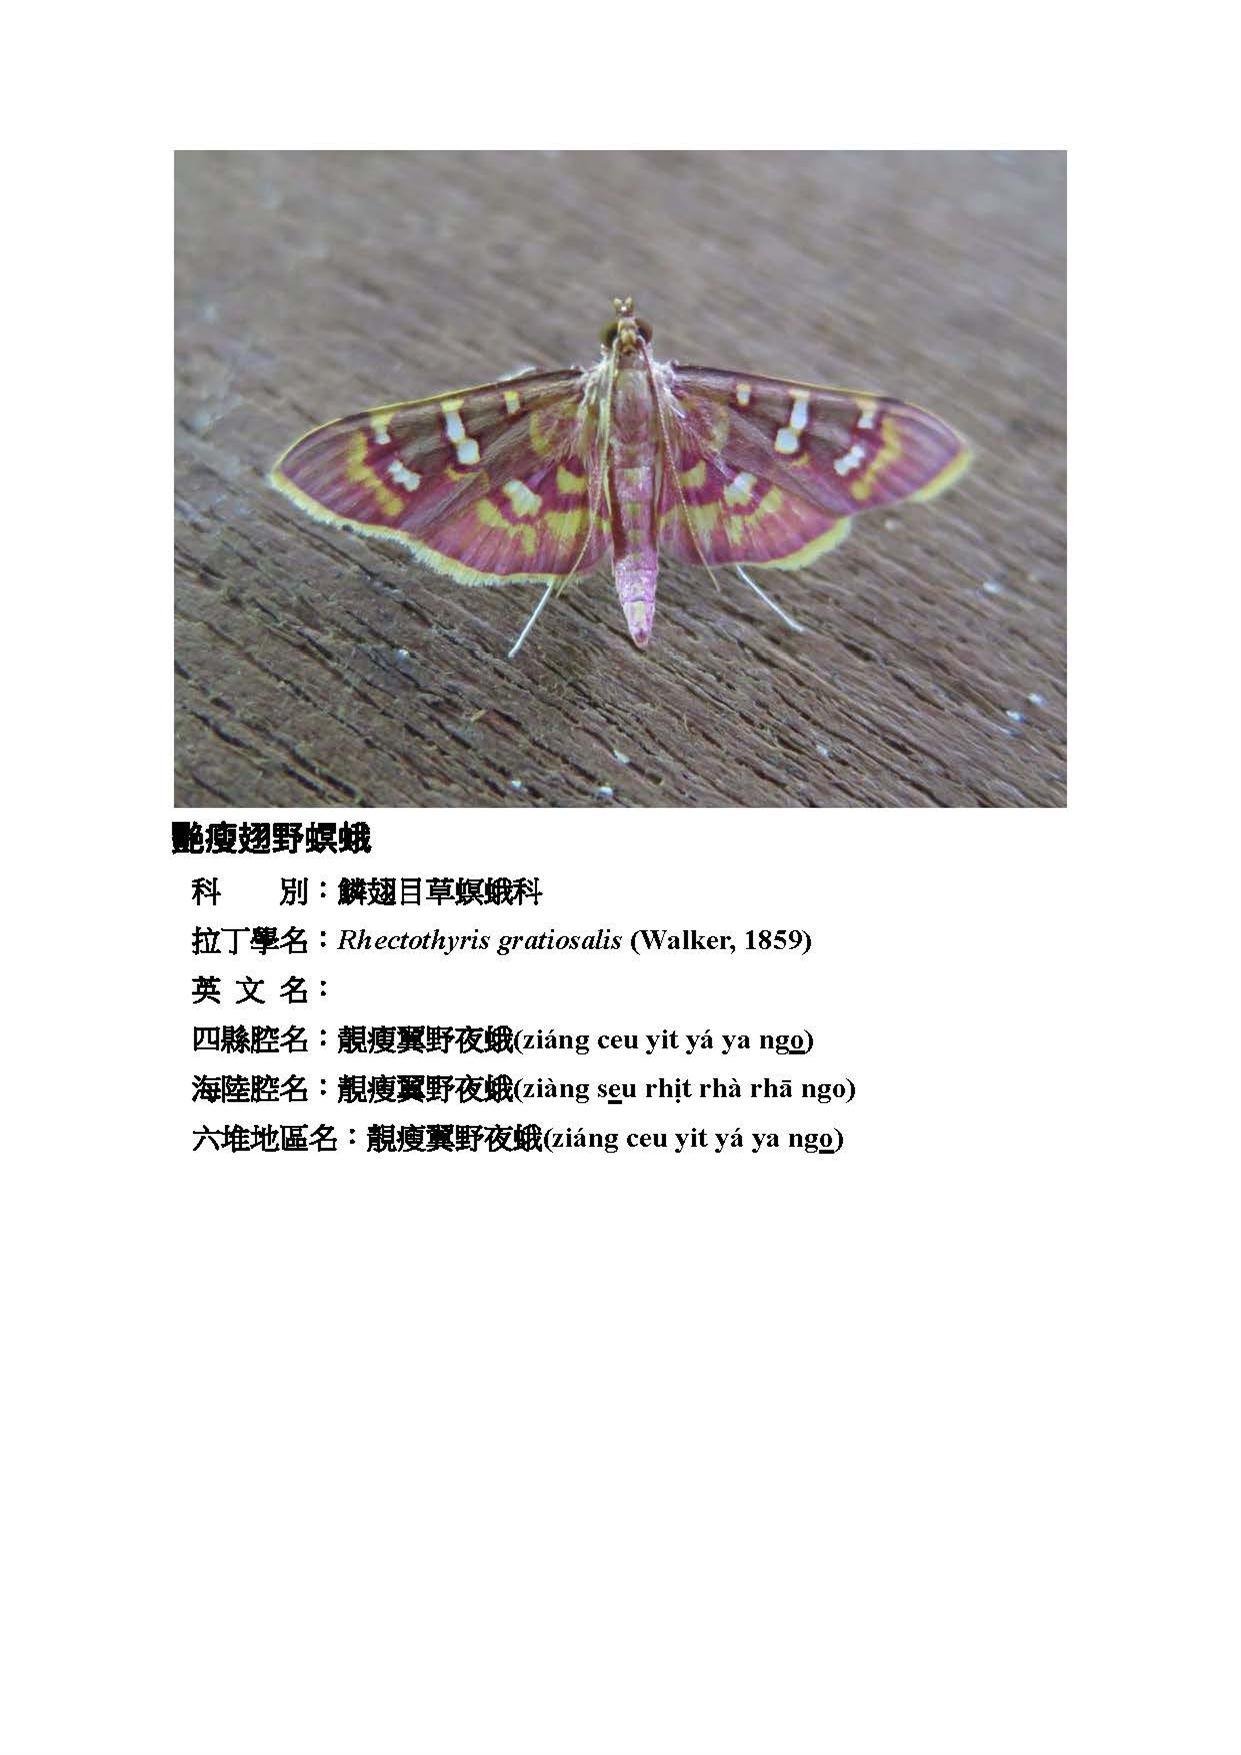 艷瘦翅野螟蛾
科　　別：鱗翅目草螟蛾科
拉丁學名：Rhectothyris gratiosalis (Walker, 1859)
英 文 名：
四縣腔名：靚瘦翼野夜蛾(ziáng ceu yit yá ya ngo)
海陸腔名：靚瘦翼野夜蛾(ziàng seu rhi̍t rhà rhā ngo)
六堆地區名：靚瘦翼野夜蛾(ziáng ceu yit yá ya ngo)